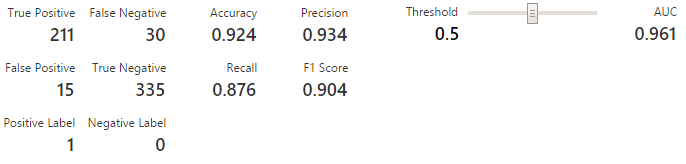 True Positive False Negative Accuracy Precision Threshold AUC
211 30 0.924 0.934 0.5 0.961
False Positive True Negative Recall F1 Score
15 335 0.876 0.904
Positive Label Negative Label
1 0